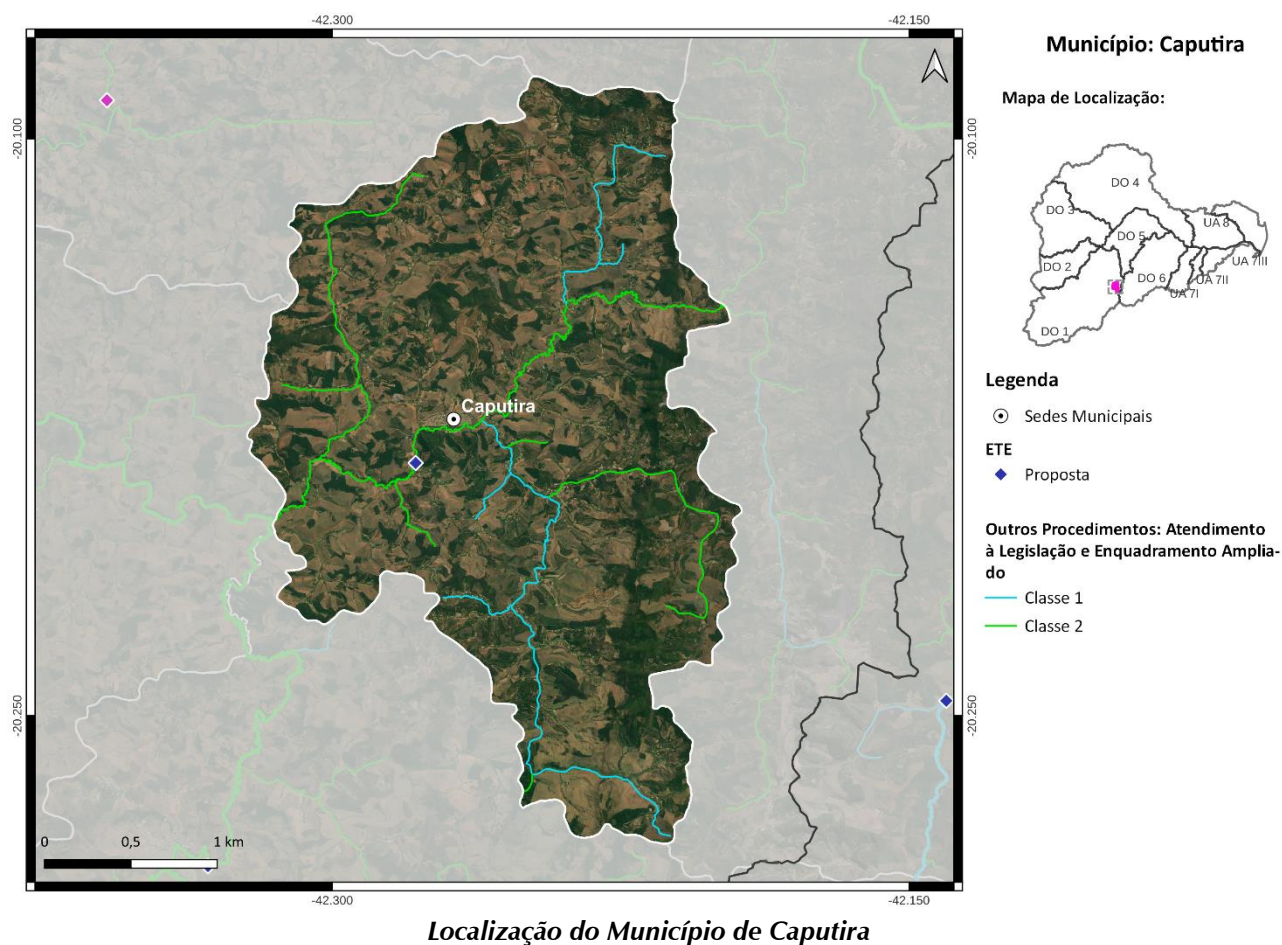 -42.300
-42.150
Município: Caputira
Mapa de Localização:
-20.100
-20.100
DO 4
DO 3
UA 8
DO 5
UA 7III
DO 2
DO 6
UA 7II
UA 7I
DO 1
Legenda
Sedes Municipais
ETE
Proposta
Outros Procedimentos: Atendimento
à Legislação e Enquadramento Amplia-
do
Classe 1
Classe 2
Caputira
-20.250
-20.250
0 0,5 1 km
-42.300
-42.150
Localização do Município de Caputira